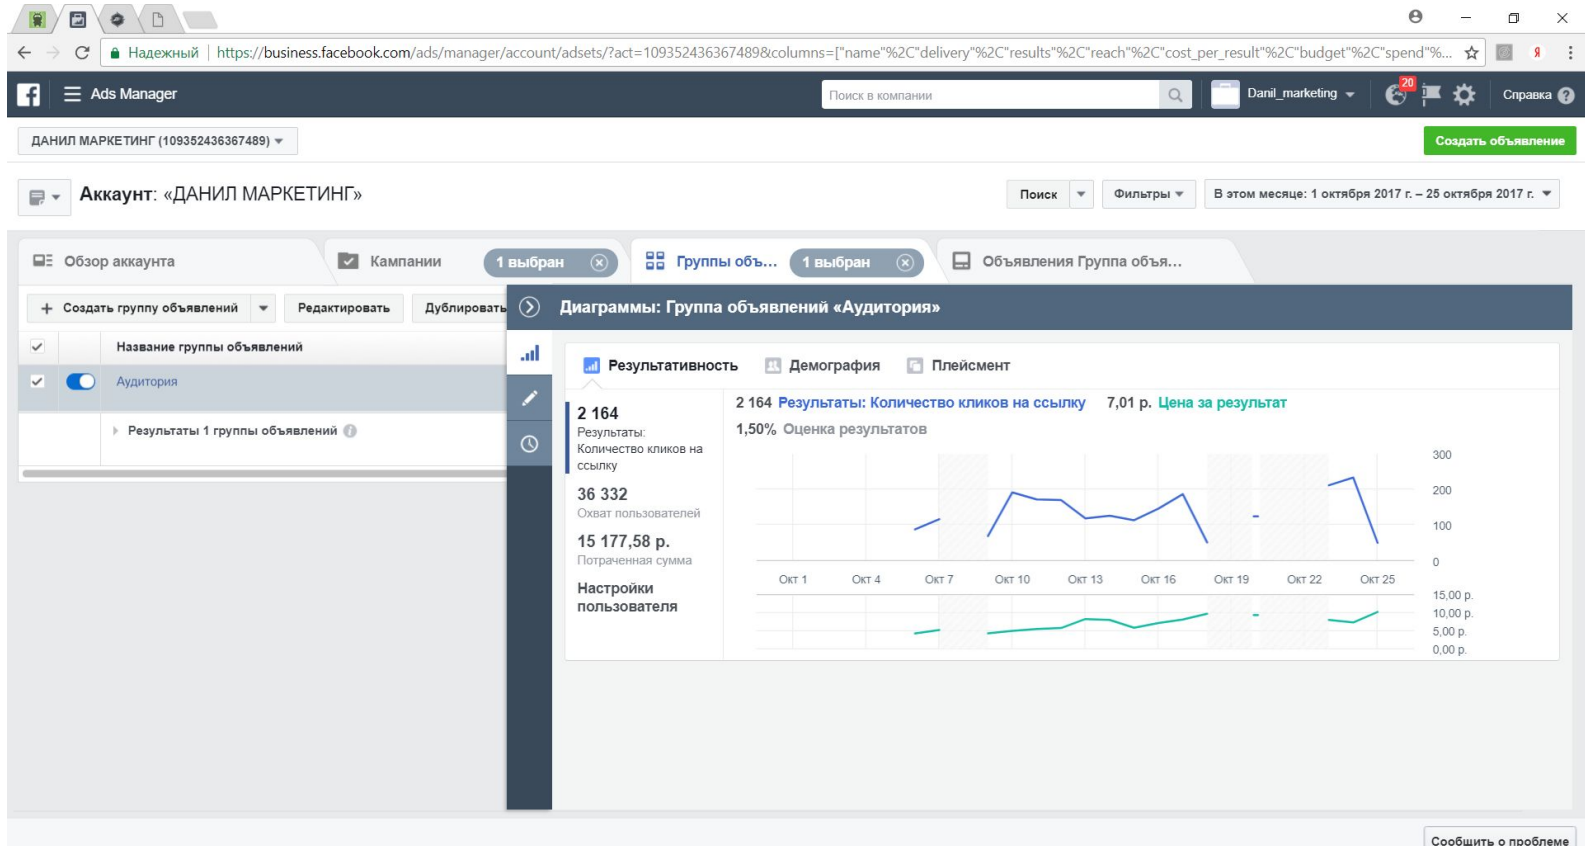 Надежный | https://business.facebook.com/ads/manager/account/adsets/?act=109352436367489&columns=["name"%2C"delivery"%2C"results"%2C"reach"%2C"cost_per_result"%2C"budget"%2C"spend"%...
Я
Ads Manager
Поиск в компании
Danil_marketing
20
Справка ?
ДАНИЛ МАРКЕТИНГ (109352436367489)
Создать объявление
Аккаунт: «ДАНИЛ МАРКЕТИНГ»
Поиск
Фильтры
В этом месяце: 1 октября 2017 г. – 25 октября 2017 г.
Обзор аккаунта
Кампании
1 выбран
Группы объ...
1 выбран
Объявления Группа объя...
+ Создать группу объявлений
Редактировать
Дублировать
Диаграммы: Группа объявлений «Аудитория»
Название группы объявлений
Аудитория
Результаты 1 группы объявлений
Результативность
Демография
Плейсмент
2 164
Результаты:
Количество кликов на
ссылку
36 332
Охват пользователей
15 177,58 р.
Потраченная сумма
Настройки
пользователя
2 164 Результаты: Количество кликов на ссылку 7,01 р. Цена за результат
1,50% Оценка результатов
300
200
100
0
Окт 1 Окт 4 Окт 7 Окт 10 Окт 13 Окт 16 Окт 19 Окт 22 Окт 25
15,00 р.
10,00 р.
5,00 р.
0,00 р.
Сообщить о проблеме